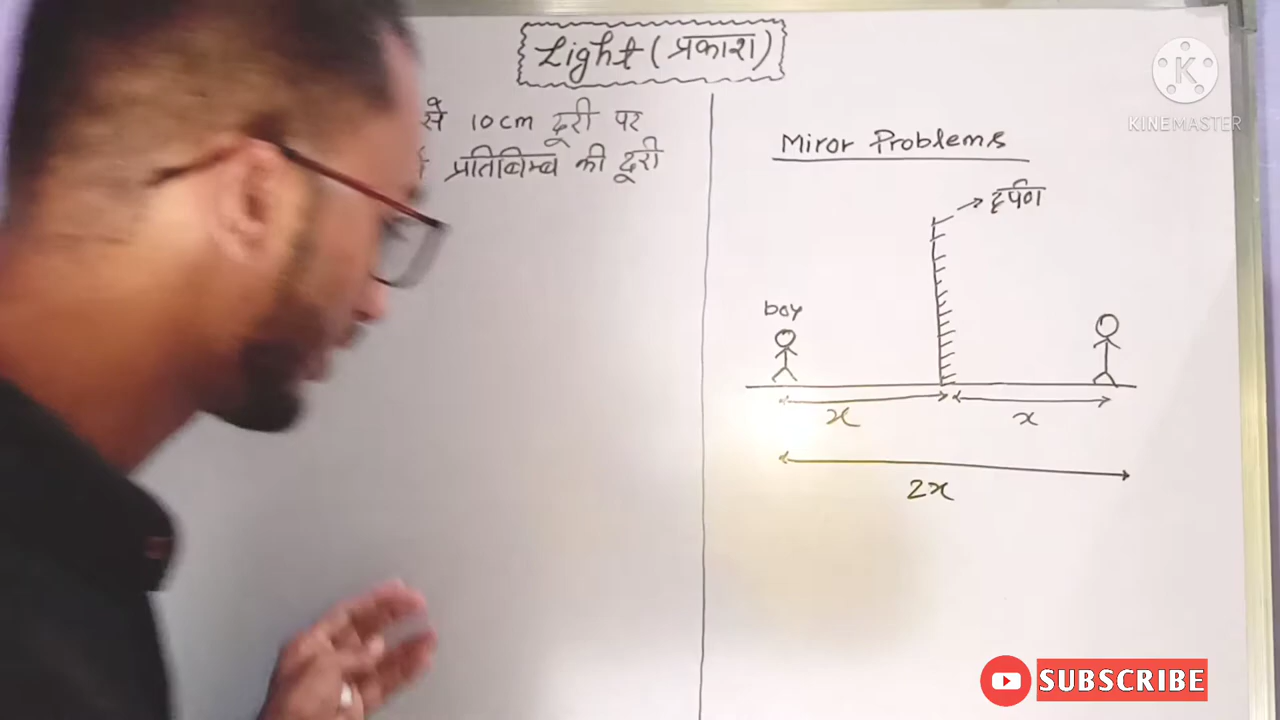 Light (प्रकाश)
से 10cm दूरी पर
प्रतिबिम्ब की दूरी
Miror Problems
दर्पण
boy
x
x
2x
K
KINEMASTER
SUBSCRIBE